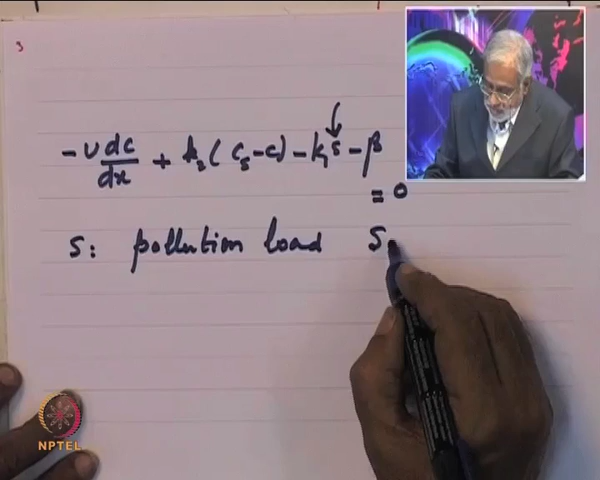 3
-U dc/dx + k₂(Cₛ-C) - k₁S - β
= 0
S: pollution load S
NPTEL